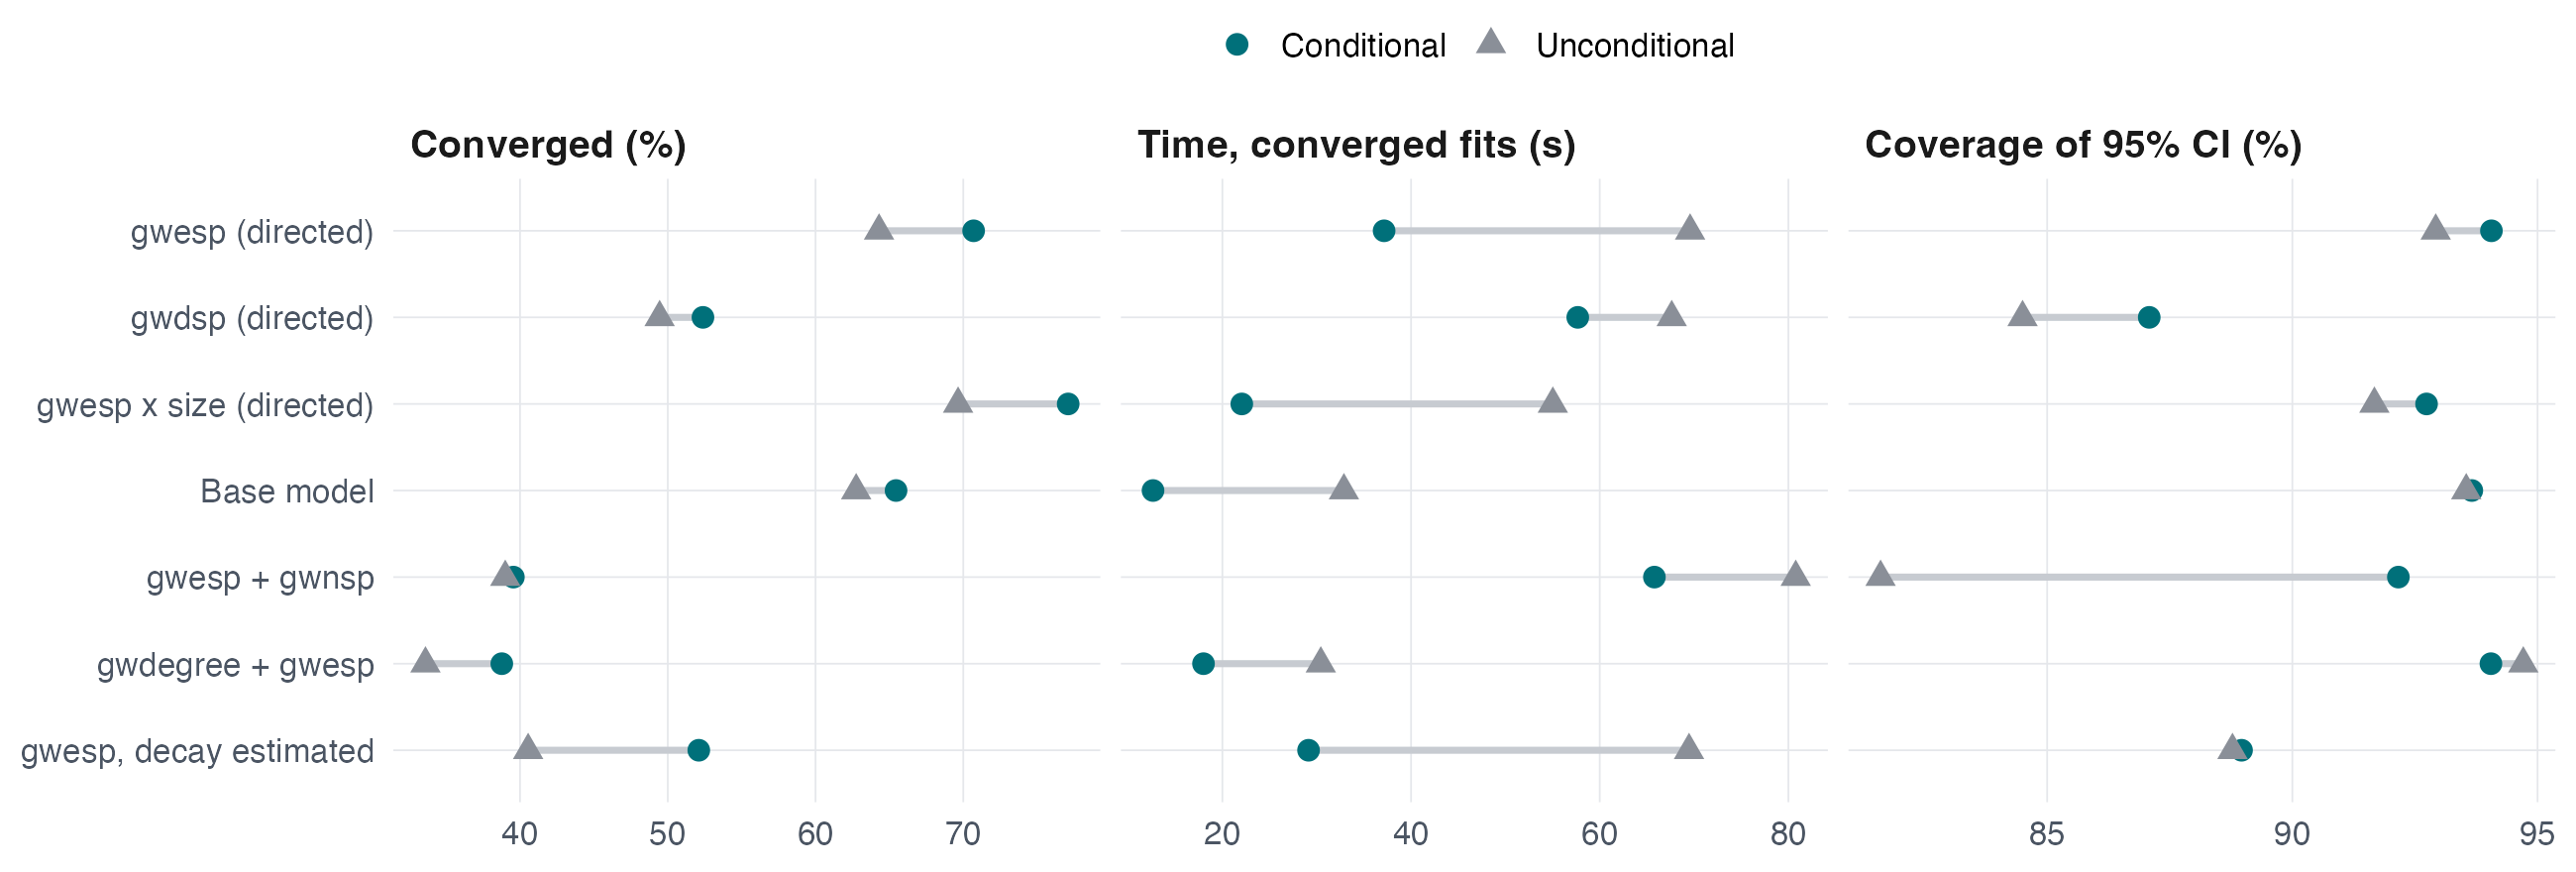 Conditional Unconditional
Converged (%) Time, converged fits (s) Coverage of 95% CI (%)
gwesp (directed)
gwdsp (directed)
gwesp x size (directed)
Base model
gwesp + gwnsp
gwdegree + gwesp
gwesp, decay estimated
40 50 60 70 20 40 60 80 85 90 95